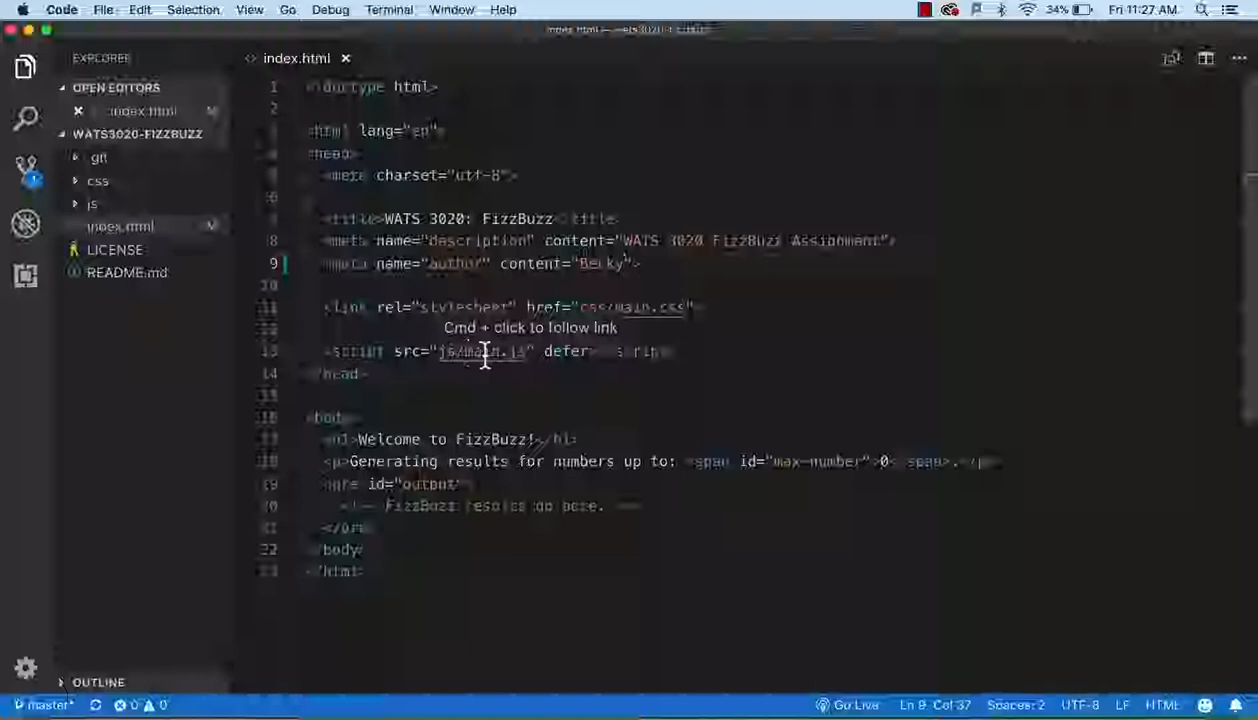 Code File Edit Selection View Go Debug Terminal Window Help 34% Fri 11:27 AM
EXPLORER
index.html
OPEN EDITORS
index.html M
WATS3020-FIZZBUZZ
.git
css
js
index.html M
LICENSE
README.md
OUTLINE
1 <!doctype html>
2
<html lang="en">
4 <head>
<meta charset="utf-8">
<title>WATS 3020: FizzBuzz</title>
8 <meta name="description" content="WATS 3020 FizzBuzz Assignment">
9 <meta name="author" content="Becky">
10
11 <link rel="stylesheet" href="css/main.css">
Cmd + click to follow link
13 <script src="js/main.js" defer></script>
14 </head>
15
16 <body>
<h1>Welcome to FizzBuzz!</h1>
18 <p>Generating results for numbers up to: <span id="max-number">0</span>.</p>
19 <pre id="output">
20 <!-- FizzBuzz results go here. -->
21 </pre>
22 </body>
23 </html>
master* 0 0 Go Live Ln 9, Col 37 Spaces: 2 UTF-8 LF HTML